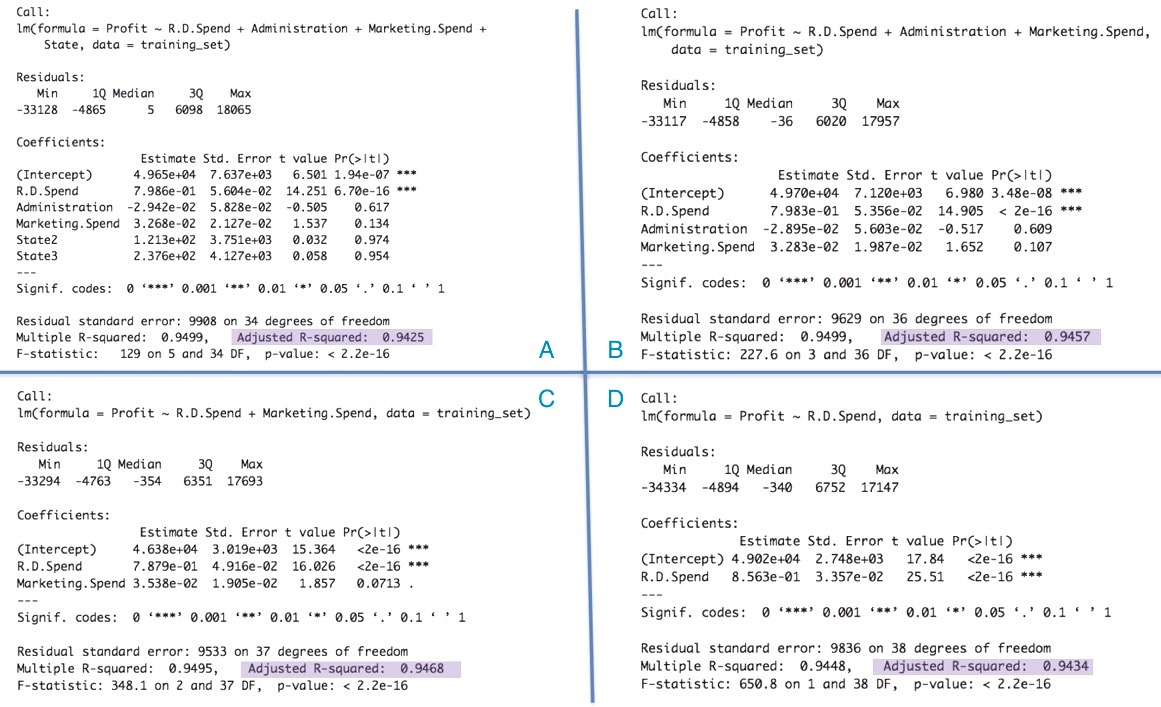 Call:
lm(formula = Profit ~ R.D.Spend + Administration + Marketing.Spend +
    State, data = training_set)
Residuals:
   Min     1Q Median     3Q    Max
-33128  -4865      5   6098  18065
Coefficients:
                  Estimate Std. Error t value Pr(>|t|)
(Intercept)      4.965e+04  7.637e+03   6.501 1.94e-07 ***
R.D.Spend        7.986e-01  5.604e-02  14.251 6.70e-16 ***
Administration  -2.942e-02  5.828e-02  -0.505    0.617
Marketing.Spend  3.268e-02  2.127e-02   1.537    0.134
State2           1.213e+02  3.751e+03   0.032    0.974
State3           2.376e+02  4.127e+03   0.058    0.954
---
Signif. codes:  0 ‘***’ 0.001 ‘**’ 0.01 ‘*’ 0.05 ‘.’ 0.1 ‘ ’ 1
Residual standard error: 9908 on 34 degrees of freedom
Multiple R-squared:  0.9499,    Adjusted R-squared:  0.9425
F-statistic:   129 on 5 and 34 DF,  p-value: < 2.2e-16
A
Call:
lm(formula = Profit ~ R.D.Spend + Administration + Marketing.Spend,
    data = training_set)
Residuals:
   Min     1Q Median     3Q    Max
-33117  -4858    -36   6020  17957
Coefficients:
                  Estimate Std. Error t value Pr(>|t|)
(Intercept)      4.970e+04  7.120e+03   6.980 3.48e-08 ***
R.D.Spend        7.983e-01  5.356e-02  14.905  < 2e-16 ***
Administration  -2.895e-02  5.603e-02  -0.517    0.609
Marketing.Spend  3.283e-02  1.987e-02   1.652    0.107
---
Signif. codes:  0 ‘***’ 0.001 ‘**’ 0.01 ‘*’ 0.05 ‘.’ 0.1 ‘ ’ 1
Residual standard error: 9629 on 36 degrees of freedom
Multiple R-squared:  0.9499,    Adjusted R-squared:  0.9457
F-statistic: 227.6 on 3 and 36 DF,  p-value: < 2.2e-16
B
Call:
lm(formula = Profit ~ R.D.Spend + Marketing.Spend, data = training_set)
C
Residuals:
   Min     1Q Median     3Q    Max
-33294  -4763   -354   6351  17693
Coefficients:
                 Estimate Std. Error t value Pr(>|t|)
(Intercept)     4.638e+04  3.019e+03  15.364   <2e-16 ***
R.D.Spend       7.879e-01  4.916e-02  16.026   <2e-16 ***
Marketing.Spend 3.538e-02  1.905e-02   1.857   0.0713 .
---
Signif. codes:  0 ‘***’ 0.001 ‘**’ 0.01 ‘*’ 0.05 ‘.’ 0.1 ‘ ’ 1
Residual standard error: 9533 on 37 degrees of freedom
Multiple R-squared:  0.9495,    Adjusted R-squared:  0.9468
F-statistic: 348.1 on 2 and 37 DF,  p-value: < 2.2e-16
D
Call:
lm(formula = Profit ~ R.D.Spend, data = training_set)
Residuals:
   Min     1Q Median     3Q    Max
-34334  -4894   -340   6752  17147
Coefficients:
             Estimate Std. Error t value Pr(>|t|)
(Intercept) 4.902e+04  2.748e+03   17.84   <2e-16 ***
R.D.Spend   8.563e-01  3.357e-02   25.51   <2e-16 ***
---
Signif. codes:  0 ‘***’ 0.001 ‘**’ 0.01 ‘*’ 0.05 ‘.’ 0.1 ‘ ’ 1
Residual standard error: 9836 on 38 degrees of freedom
Multiple R-squared:  0.9448,    Adjusted R-squared:  0.9434
F-statistic: 650.8 on 1 and 38 DF,  p-value: < 2.2e-16